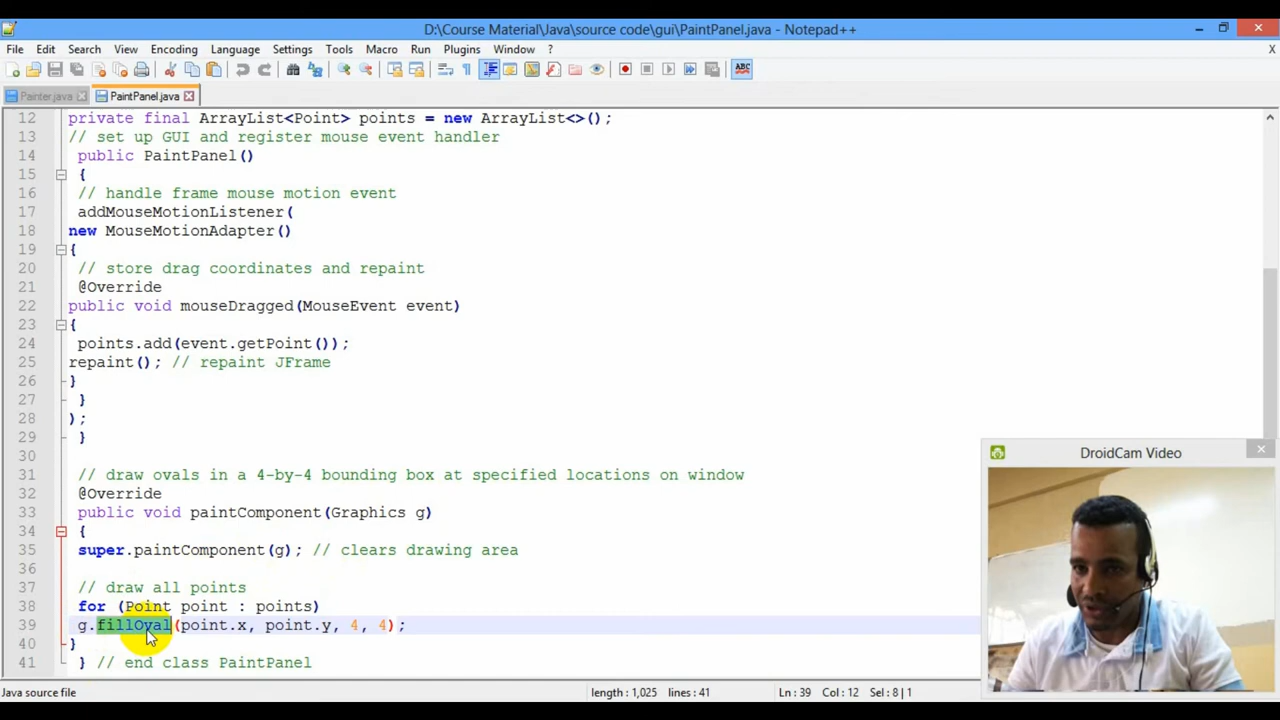 D:\Course Material\Java\source code\gui\PaintPanel.java - Notepad++
File Edit Search View Encoding Language Settings Tools Macro Run Plugins Window ? X
ABC
Painter.java PaintPanel.java
12 private final ArrayList<Point> points = new ArrayList<>();
13 // set up GUI and register mouse event handler
14 public PaintPanel()
15 {
16 // handle frame mouse motion event
17 addMouseMotionListener(
18 new MouseMotionAdapter()
19 {
20 // store drag coordinates and repaint
21 @Override
22 public void mouseDragged(MouseEvent event)
23 {
24 points.add(event.getPoint());
25 repaint(); // repaint JFrame
26 }
27 }
28 );
29 }
30
31 // draw ovals in a 4-by-4 bounding box at specified locations on window
32 @Override
33 public void paintComponent(Graphics g)
34 {
35 super.paintComponent(g); // clears drawing area
36
37 // draw all points
38 for (Point point : points)
39 g.fillOval(point.x, point.y, 4, 4);
40 }
41 } // end class PaintPanel
DroidCam Video
Java source file length : 1,025 lines : 41 Ln : 39 Col : 12 Sel : 8 | 1